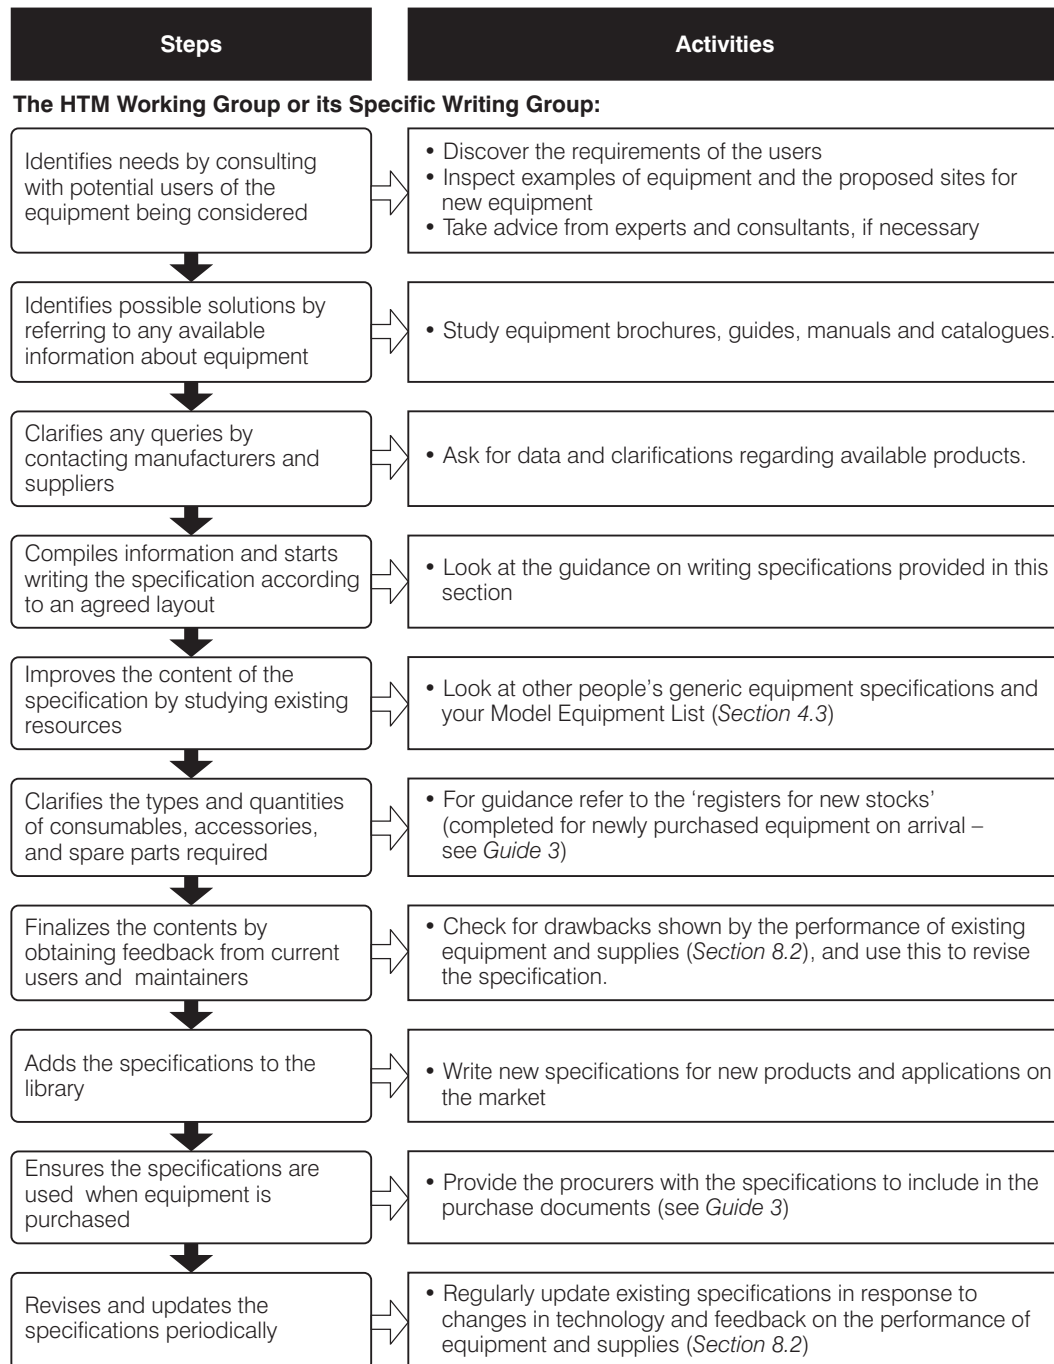 Steps
Activities
The HTM Working Group or its Specific Writing Group:
Identifies needs by consulting
with potential users of the
equipment being considered
• Discover the requirements of the users
• Inspect examples of equipment and the proposed sites for
new equipment
• Take advice from experts and consultants, if necessary
Identifies possible solutions by
referring to any available
information about equipment
• Study equipment brochures, guides, manuals and catalogues.
Clarifies any queries by
contacting manufacturers and
suppliers
• Ask for data and clarifications regarding available products.
Compiles information and starts
writing the specification according
to an agreed layout
• Look at the guidance on writing specifications provided in this
section
Improves the content of the
specification by studying existing
resources
• Look at other people’s generic equipment specifications and
your Model Equipment List (Section 4.3)
Clarifies the types and quantities
of consumables, accessories,
and spare parts required
• For guidance refer to the ‘registers for new stocks’
(completed for newly purchased equipment on arrival –
see Guide 3)
Finalizes the contents by
obtaining feedback from current
users and maintainers
• Check for drawbacks shown by the performance of existing
equipment and supplies (Section 8.2), and use this to revise
the specification.
Adds the specifications to the
library
• Write new specifications for new products and applications on
the market
Ensures the specifications are
used when equipment is
purchased
• Provide the procurers with the specifications to include in the
purchase documents (see Guide 3)
Revises and updates the
specifications periodically
• Regularly update existing specifications in response to
changes in technology and feedback on the performance of
equipment and supplies (Section 8.2)